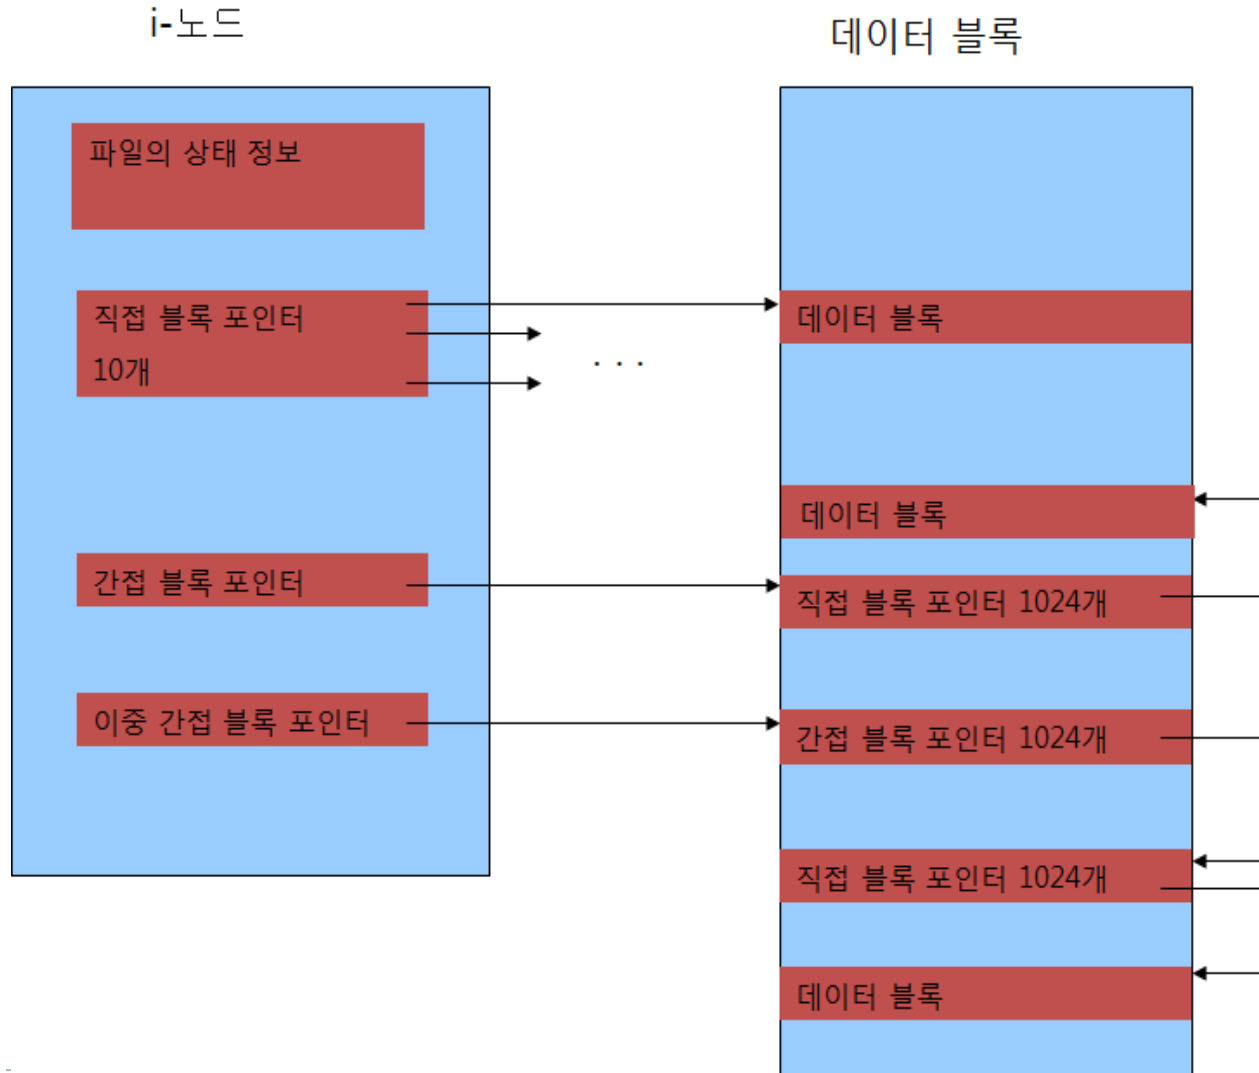 i-노드
데이터 블록
파일의 상태 정보
직접 블록 포인터
10개
. . .
데이터 블록
데이터 블록
간접 블록 포인터
직접 블록 포인터 1024개
이중 간접 블록 포인터
간접 블록 포인터 1024개
직접 블록 포인터 1024개
데이터 블록